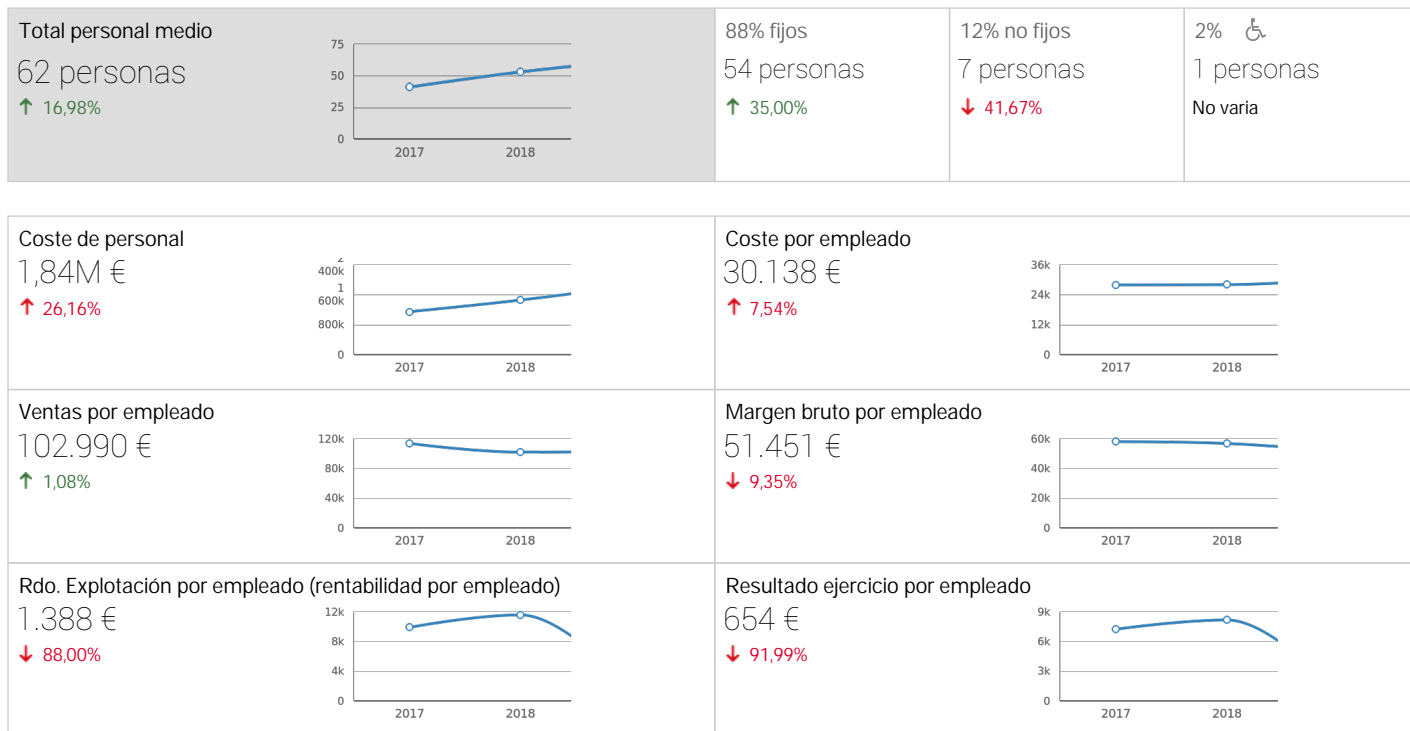 Total personal medio
62 personas
↑ 16,98%
75
50
25
0
2017 2018
88% fijos
54 personas
↑ 35,00%
12% no fijos
7 personas
↓ 41,67%
2%
1 personas
No varia
Coste de personal
1,84M €
↑ 26,16%
2
400k
1
600k
800k
0
2017 2018
Coste por empleado
30.138 €
↑ 7,54%
36k
24k
12k
0
2017 2018
Ventas por empleado
102.990 €
↑ 1,08%
120k
80k
40k
0
2017 2018
Margen bruto por empleado
51.451 €
↓ 9,35%
60k
40k
20k
0
2017 2018
Rdo. Explotación por empleado (rentabilidad por empleado)
1.388 €
↓ 88,00%
12k
8k
4k
0
2017 2018
Resultado ejercicio por empleado
654 €
↓ 91,99%
9k
6k
3k
0
2017 2018